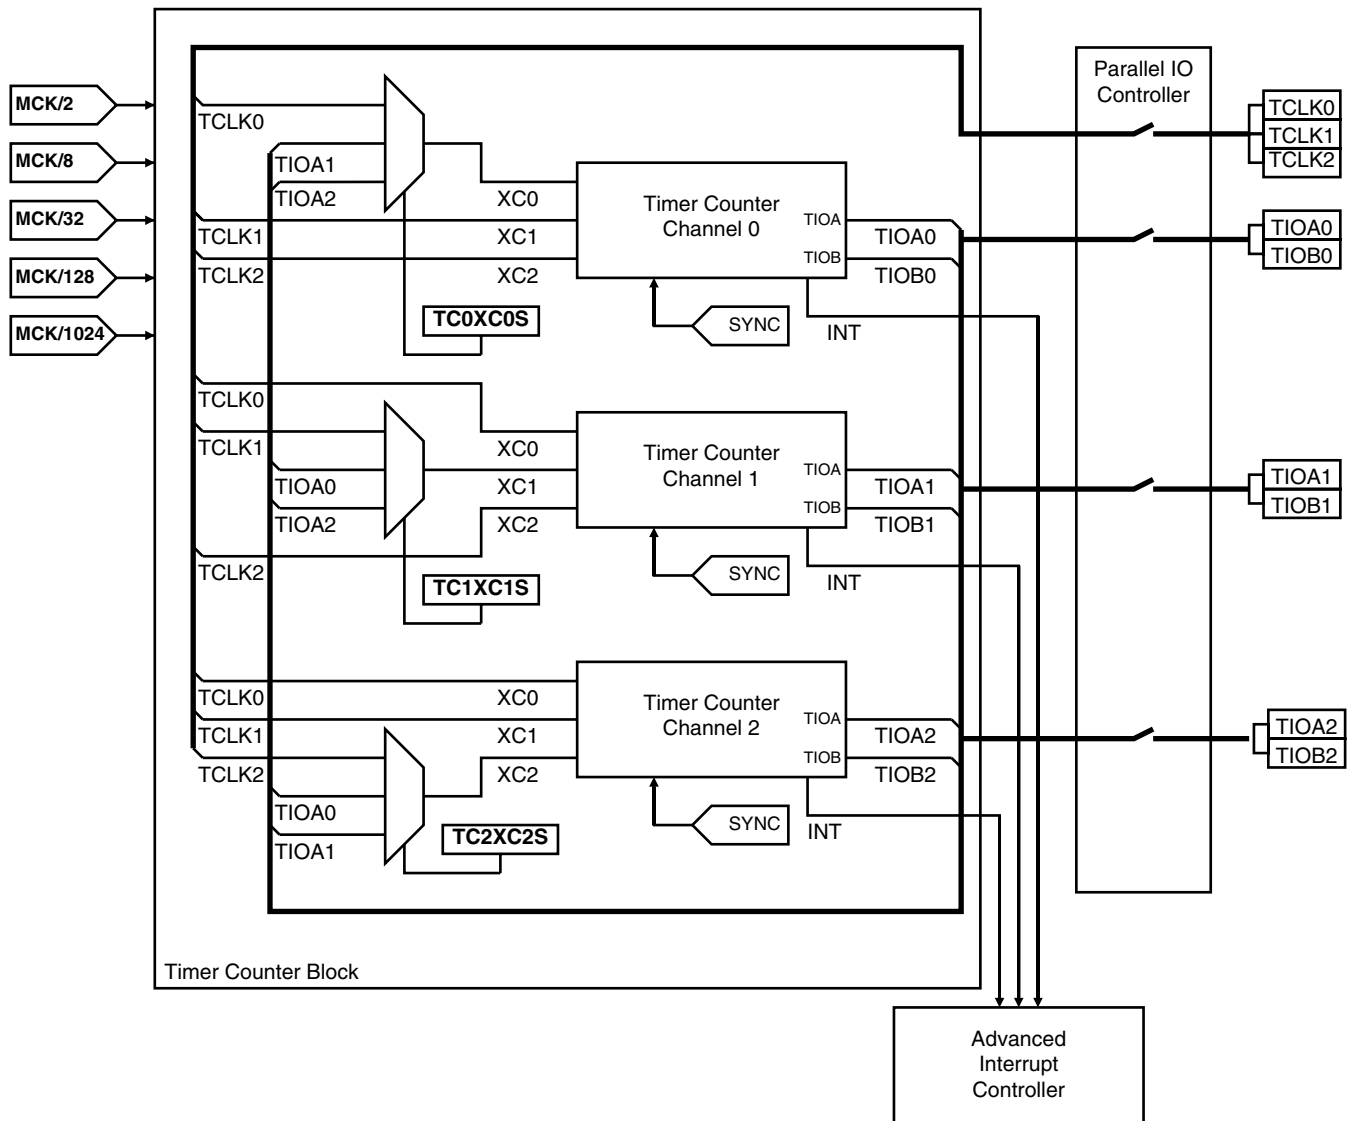 Parallel IO
Controller
MCK/2
MCK/8
MCK/32
MCK/128
MCK/1024
TCLK0
TIOA1
TIOA2
TCLK1
TCLK2
XC0
XC1
XC2
Timer Counter
Channel 0
TIOA
TIOB
TIOA0
TIOB0
TC0XC0S
SYNC
INT
TCLK0
TCLK1
TIOA0
TIOA2
TCLK2
XC0
XC1
XC2
Timer Counter
Channel 1
TIOA
TIOB
TIOA1
TIOB1
TC1XC1S
SYNC
INT
TCLK0
TCLK1
TCLK2
TIOA0
TIOA1
XC0
XC1
XC2
Timer Counter
Channel 2
TIOA
TIOB
TIOA2
TIOB2
TC2XC2S
SYNC
INT
TCLK0
TCLK1
TCLK2
TIOA0
TIOB0
TIOA1
TIOB1
TIOA2
TIOB2
Timer Counter Block
Advanced
Interrupt
Controller